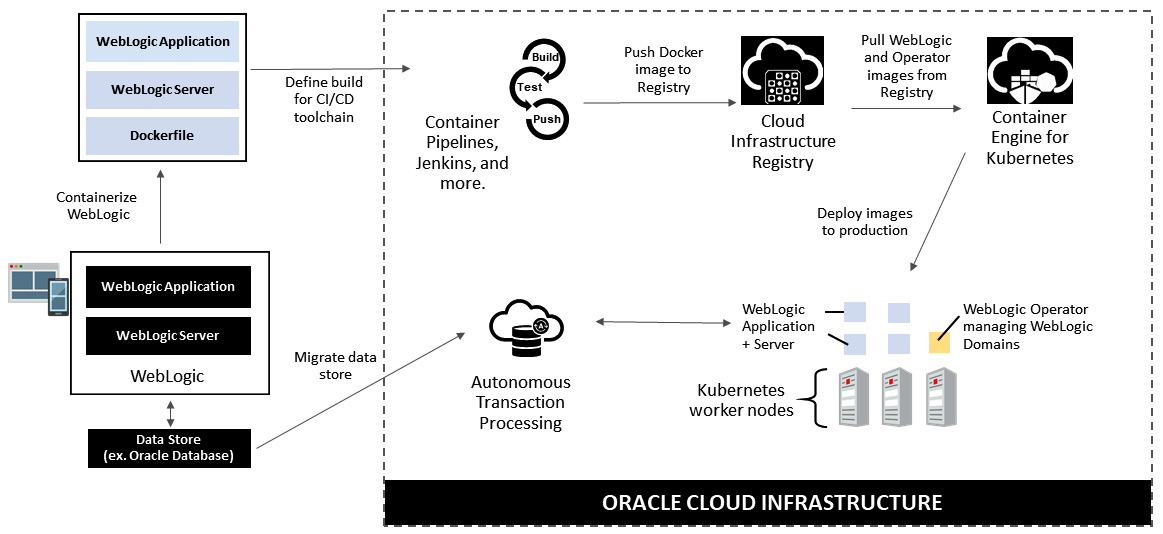 WebLogic Application
WebLogic Server
Dockerfile
Define build
for CI/CD
toolchain
Container
Pipelines,
Jenkins, and
more.
Build
Test
Push
Push Docker
image to
Registry
Cloud
Infrastructure
Registry
Pull WebLogic
and Operator
images from
Registry
Container
Engine for
Kubernetes
Containerize
WebLogic
Deploy images
to production
WebLogic Application
WebLogic Server
WebLogic
Migrate data
store
Data Store
(ex. Oracle Database)
A
Autonomous
Transaction
Processing
WebLogic
Application
+ Server
WebLogic Operator
managing WebLogic
Domains
Kubernetes
worker nodes
ORACLE CLOUD INFRASTRUCTURE